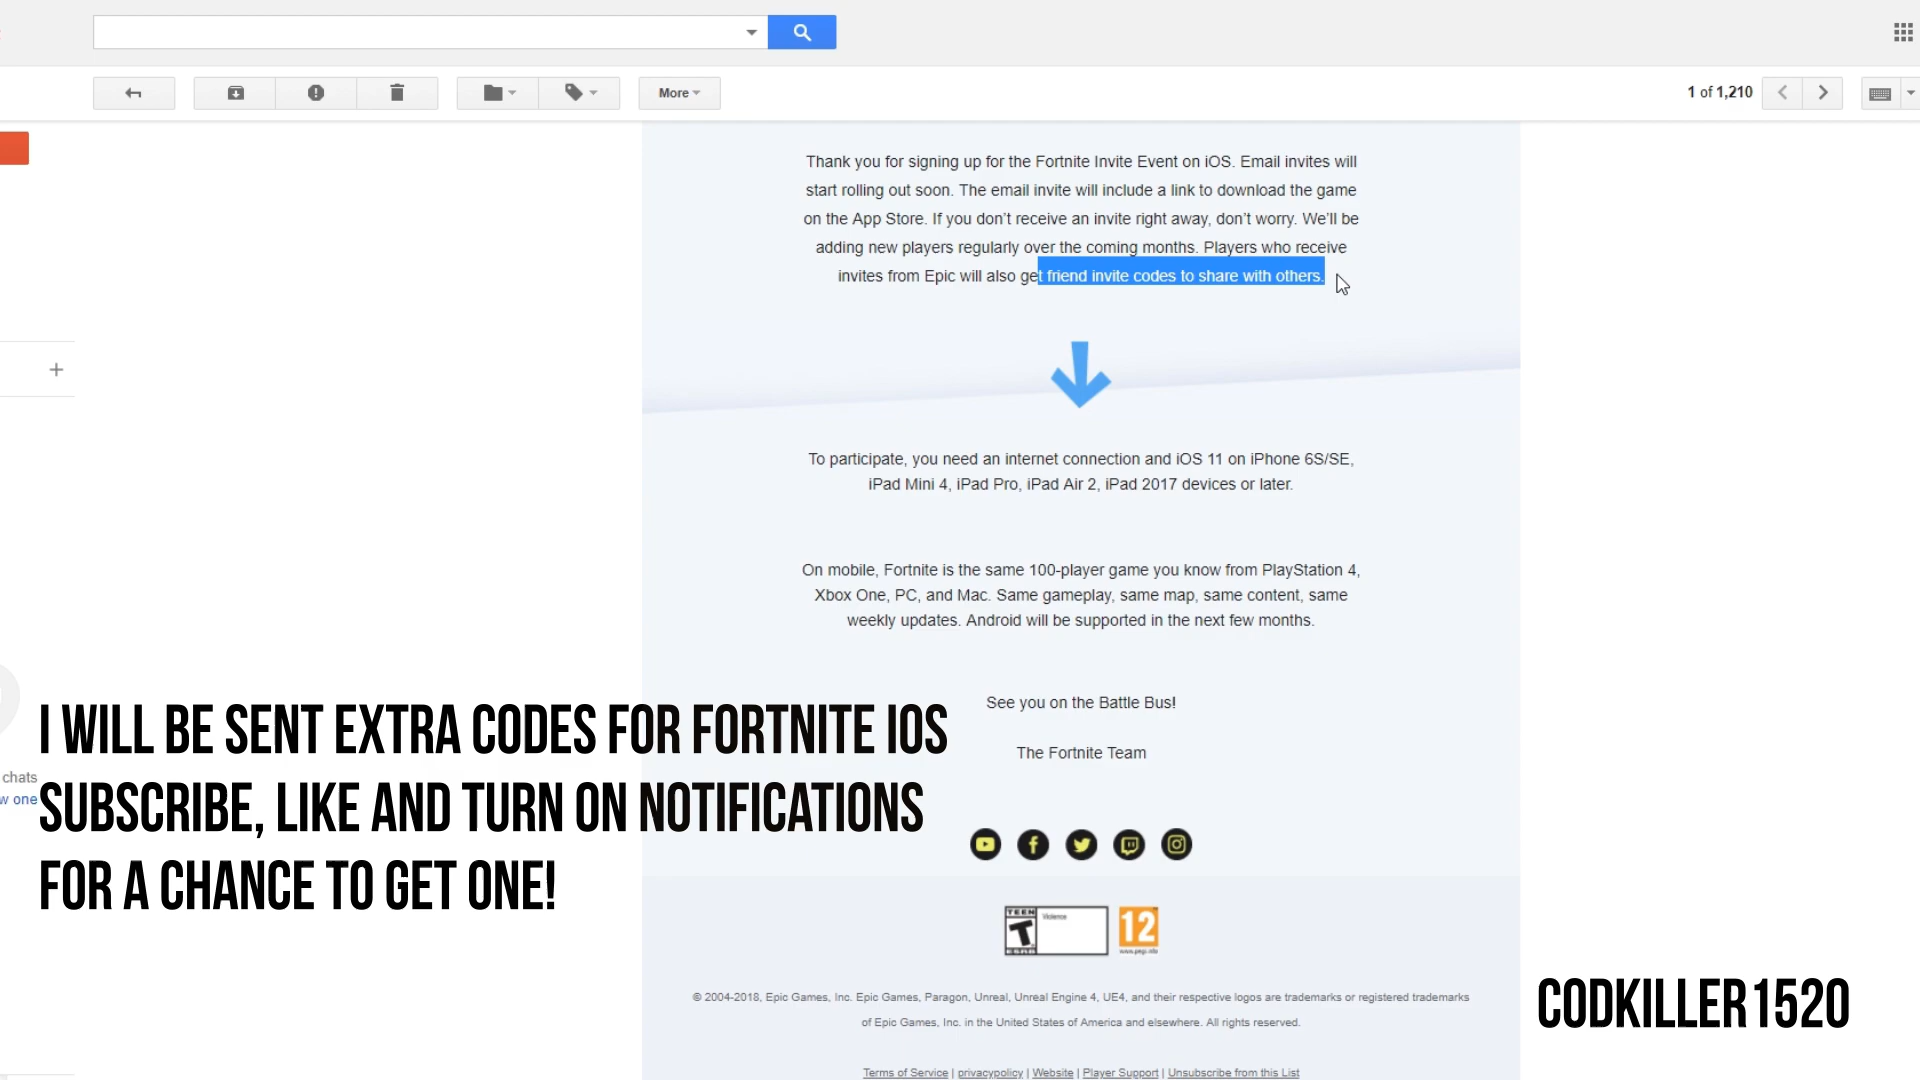 More
1 of 1,210
Thank you for signing up for the Fortnite Invite Event on iOS. Email invites will
start rolling out soon. The email invite will include a link to download the game
on the App Store. If you don’t receive an invite right away, don’t worry. We’ll be
adding new players regularly over the coming months. Players who receive
invites from Epic will also get friend invite codes to share with others.
To participate, you need an internet connection and iOS 11 on iPhone 6S/SE,
iPad Mini 4, iPad Pro, iPad Air 2, iPad 2017 devices or later.
On mobile, Fortnite is the same 100-player game you know from PlayStation 4,
Xbox One, PC, and Mac. Same gameplay, same map, same content, same
weekly updates. Android will be supported in the next few months.
See you on the Battle Bus!
The Fortnite Team
I WILL BE SENT EXTRA CODES FOR FORTNITE IOS
SUBSCRIBE, LIKE AND TURN ON NOTIFICATIONS
FOR A CHANCE TO GET ONE!
chats
w one
TEEN
T
ESRB
Violence
12
www.pegi.info
© 2004-2018, Epic Games, Inc. Epic Games, Paragon, Unreal, Unreal Engine 4, UE4, and their respective logos are trademarks or registered trademarks
of Epic Games, Inc. in the United States of America and elsewhere. All rights reserved.
CODKILLER1520
Terms of Service | privacypolicy | Website | Player Support | Unsubscribe from this List